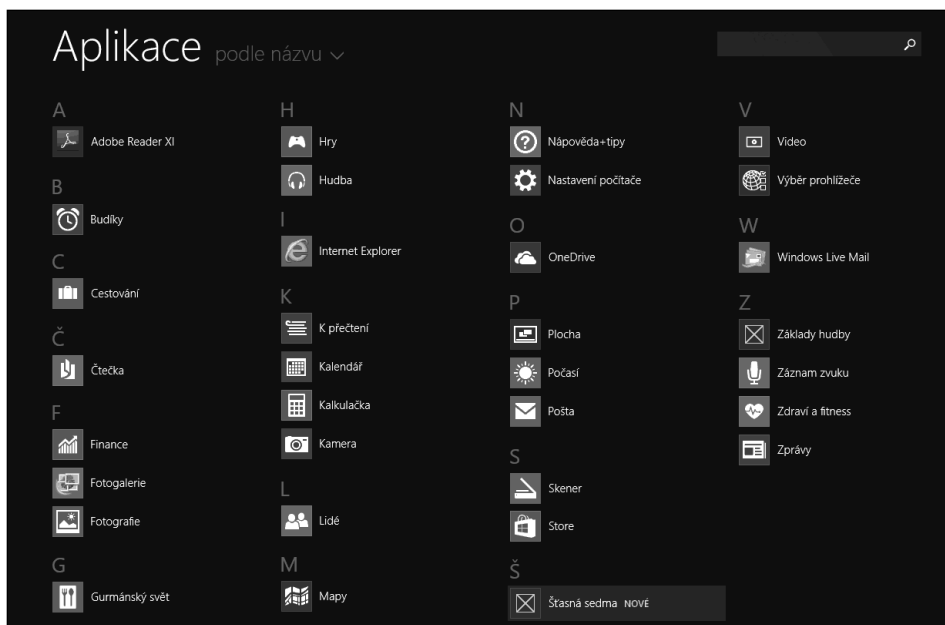 Aplikace podle názvu
A
Adobe Reader XI
B
Budíky
C
Cestování
Č
Čtečka
F
Finance
Fotogalerie
Fotografie
G
Gurmánský svět
H
Hry
Hudba
I
Internet Explorer
K
K přečtení
Kalendář
Kalkulačka
Kamera
L
Lidé
M
Mapy
N
Nápověda+tipy
Nastavení počítače
O
OneDrive
P
Plocha
Počasí
Pošta
S
Skener
Store
Š
Šťasná sedma NOVÉ
V
Video
Výběr prohlížeče
W
Windows Live Mail
Z
Základy hudby
Záznam zvuku
Zdraví a fitness
Zprávy